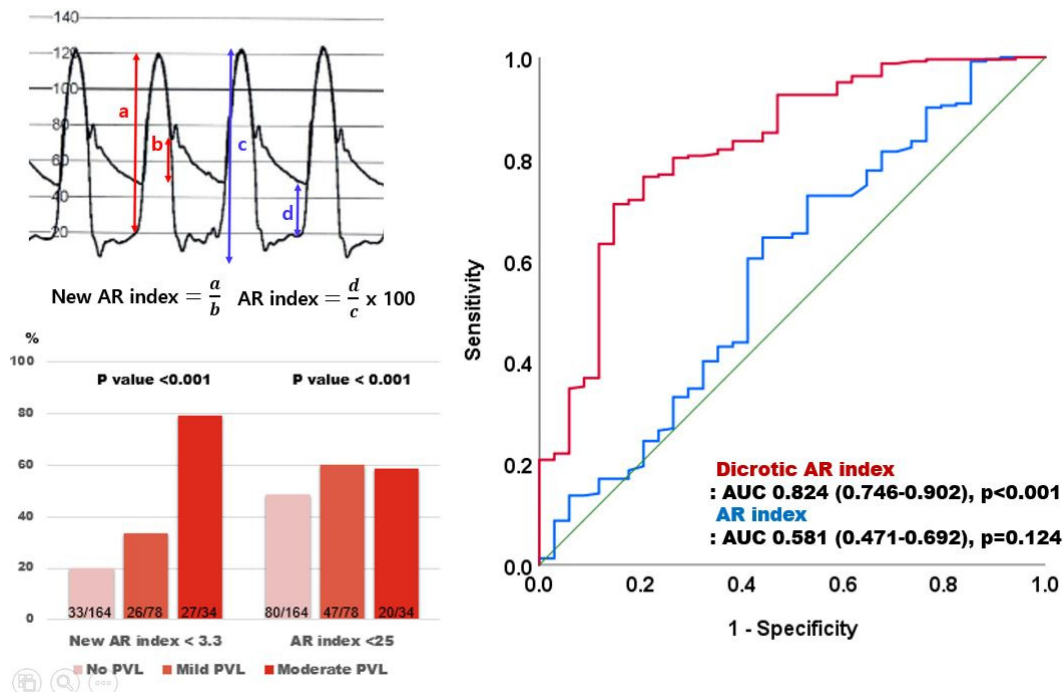 140
120
100
80
60
40
20
a
b
c
d
New AR index = a/b AR index = d/c x 100
%
100
80
60
40
20
0
P value <0.001
P value < 0.001
33/164
26/78
27/34
80/164
47/78
20/34
New AR index < 3.3
AR index <25
No PVL Mild PVL Moderate PVL
Sensitivity
1.0
0.8
0.6
0.4
0.2
0.0
Dicrotic AR index
: AUC 0.824 (0.746-0.902), p<0.001
AR index
: AUC 0.581 (0.471-0.692), p=0.124
0.0 0.2 0.4 0.6 0.8 1.0
1 - Specificity